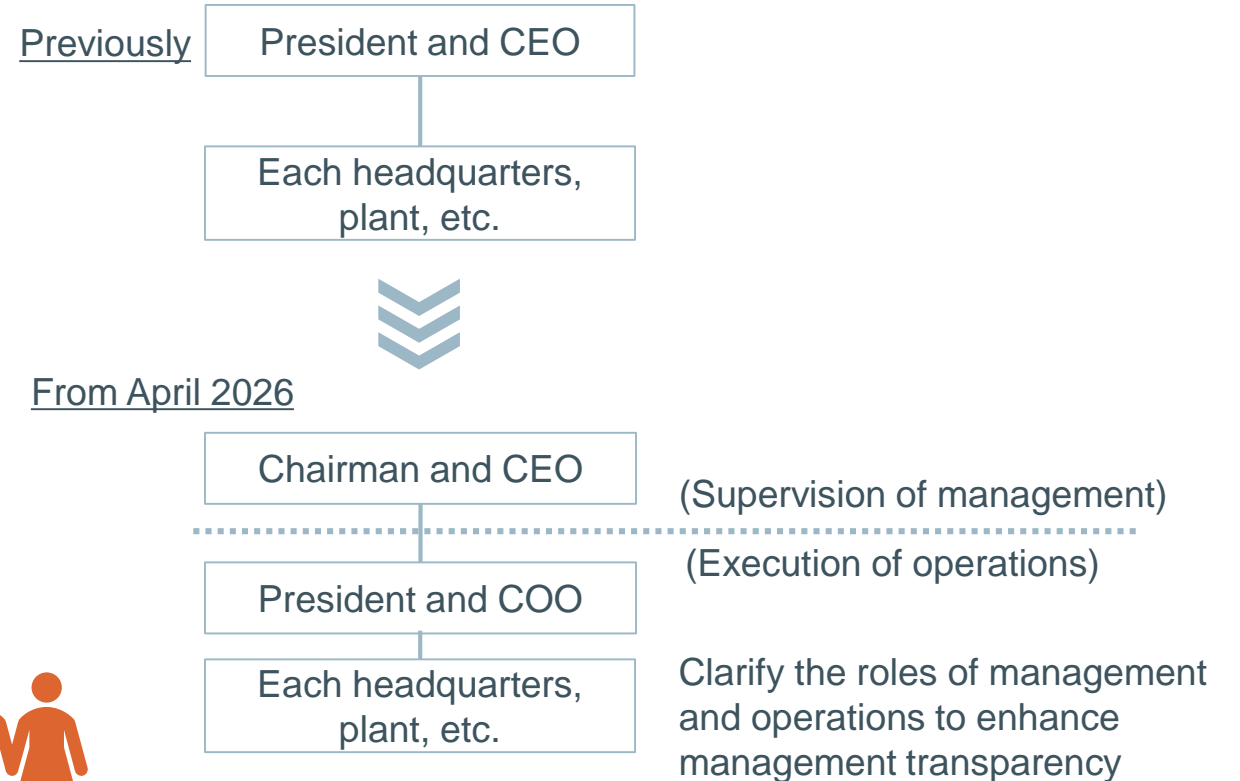 Previously
President and CEO
Each headquarters,
plant, etc.
From April 2026
Chairman and CEO
(Supervision of management)
(Execution of operations)
President and COO
Each headquarters,
plant, etc.
Clarify the roles of management
and operations to enhance
management transparency